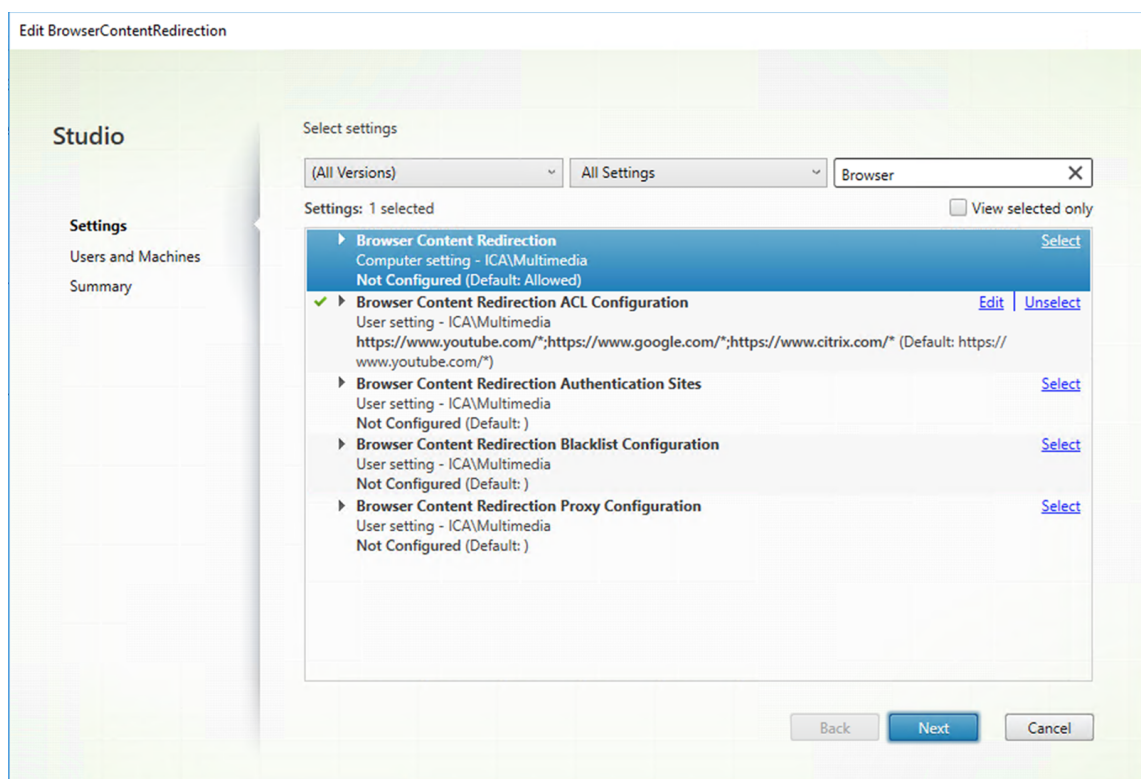 Edit BrowserContentRedirection
Studio
Settings
Users and Machines
Summary
Select settings
(All Versions)
All Settings
Browser
Settings: 1 selected
View selected only
Browser Content Redirection
Select
Computer setting - ICA\Multimedia
Not Configured (Default: Allowed)
Browser Content Redirection ACL Configuration
Edit | Unselect
User setting - ICA\Multimedia
https://www.youtube.com/*;https://www.google.com/*;https://www.citrix.com/* (Default: https://
www.youtube.com/*)
Browser Content Redirection Authentication Sites
Select
User setting - ICA\Multimedia
Not Configured (Default: )
Browser Content Redirection Blacklist Configuration
Select
User setting - ICA\Multimedia
Not Configured (Default: )
Browser Content Redirection Proxy Configuration
Select
User setting - ICA\Multimedia
Not Configured (Default: )
Back
Next
Cancel